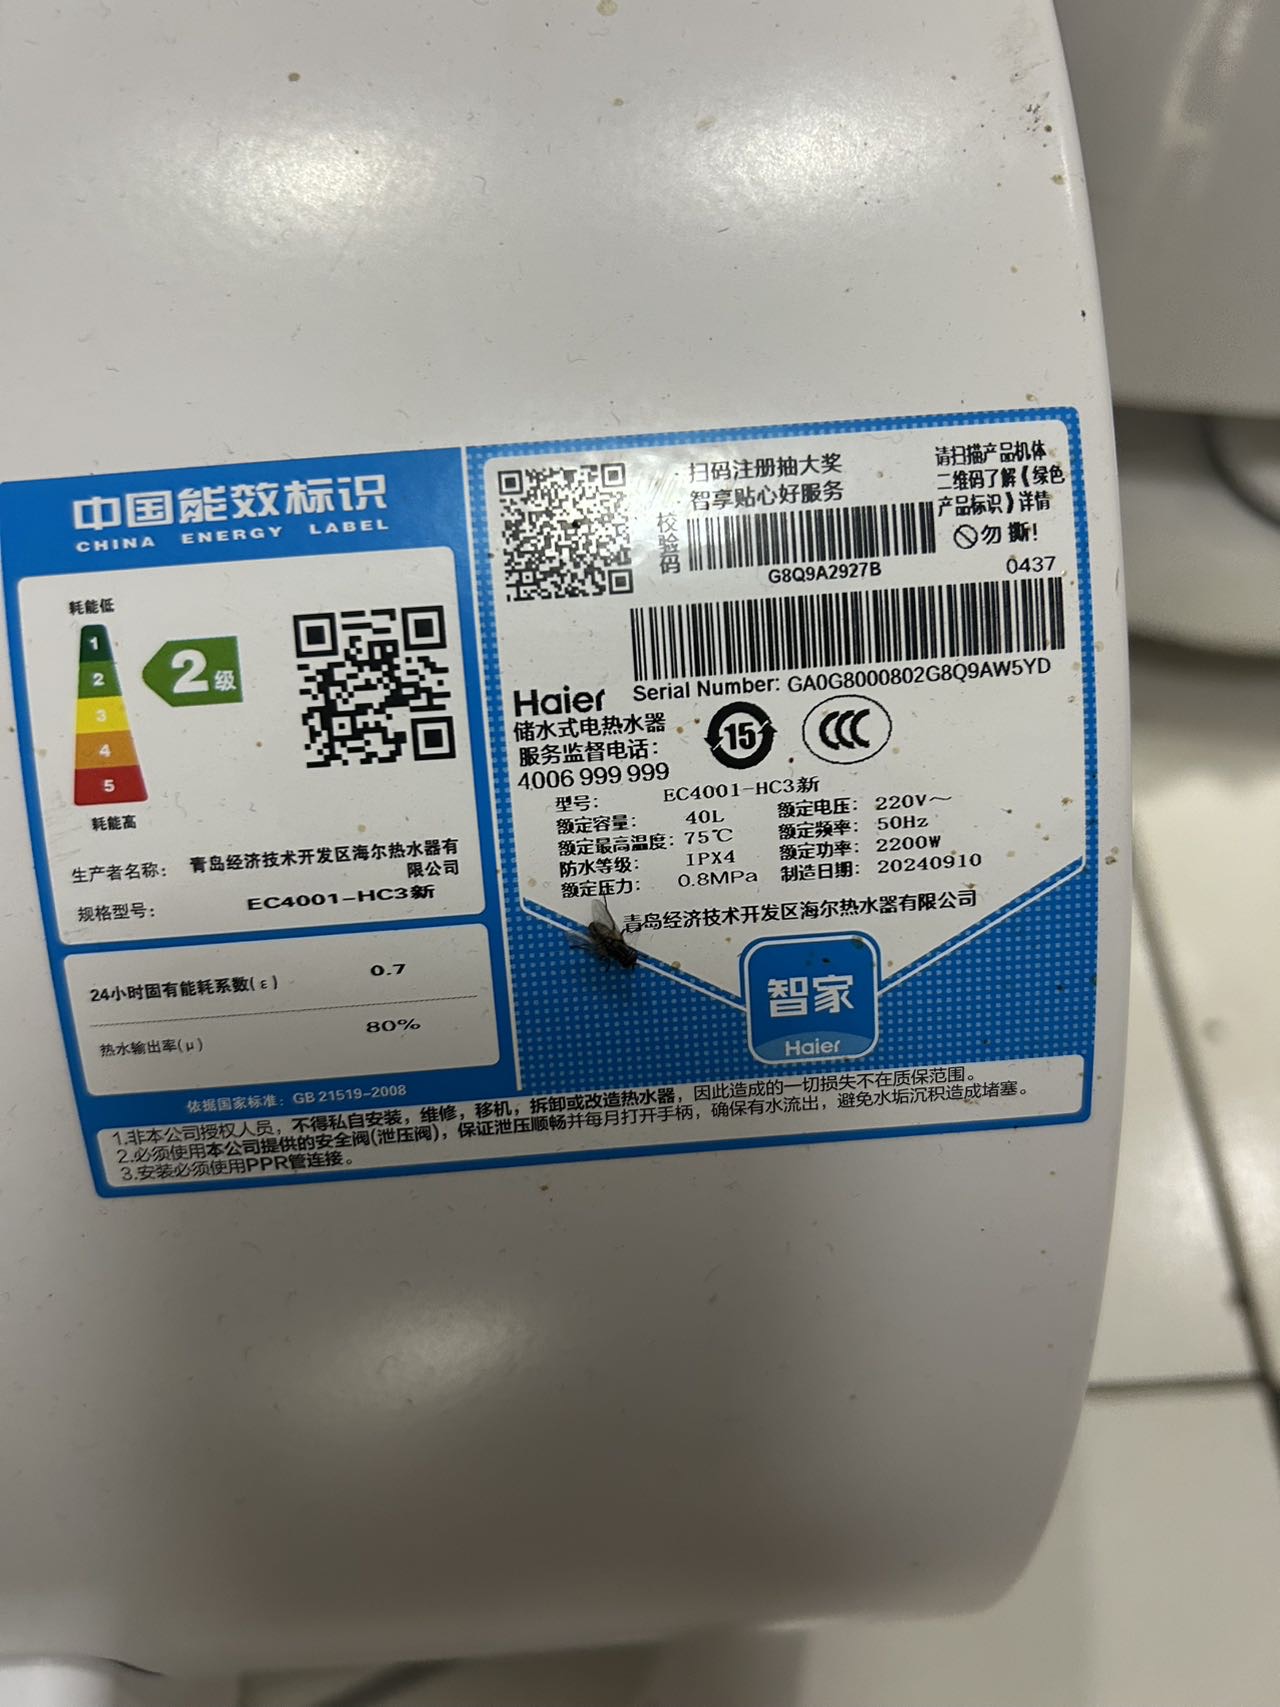 中国能效标识
CHINA ENERGY LABEL
耗能低
1
2
3
4
5
2级
耗能高
生产者名称：
青岛经济技术开发区海尔热水器有
限公司
规格型号：
EC4001-HC3新
24小时固有能耗系数(ε)
0.7
热水输出率(μ)
80%
依据国家标准：GB 21519-2008
扫码注册抽大奖
智享贴心好服务
校验码
G8Q9A2927B
请扫描产品机体
二维码了解《绿色
产品标识》详情
勿 撕！
0437
Serial Number: GA0G8000802G8Q9AW5YD
Haier
储水式电热水器
服务监督电话：
4006 999 999
15
CCC
型号： EC4001-HC3新
额定容量： 40L
额定最高温度： 75℃
防水等级： IPX4
额定压力： 0.8MPa
额定电压： 220V～
额定频率： 50Hz
额定功率： 2200W
制造日期： 20240910
青岛经济技术开发区海尔热水器有限公司
智家
Haier
1.非本公司授权人员，不得私自安装，维修，移机，拆卸或改造热水器，因此造成的一切损失不在质保范围。
2.必须使用本公司提供的安全阀(泄压阀)，保证泄压顺畅并每月打开手柄，确保有水流出，避免水垢沉积造成堵塞。
3.安装必须使用PPR管连接。